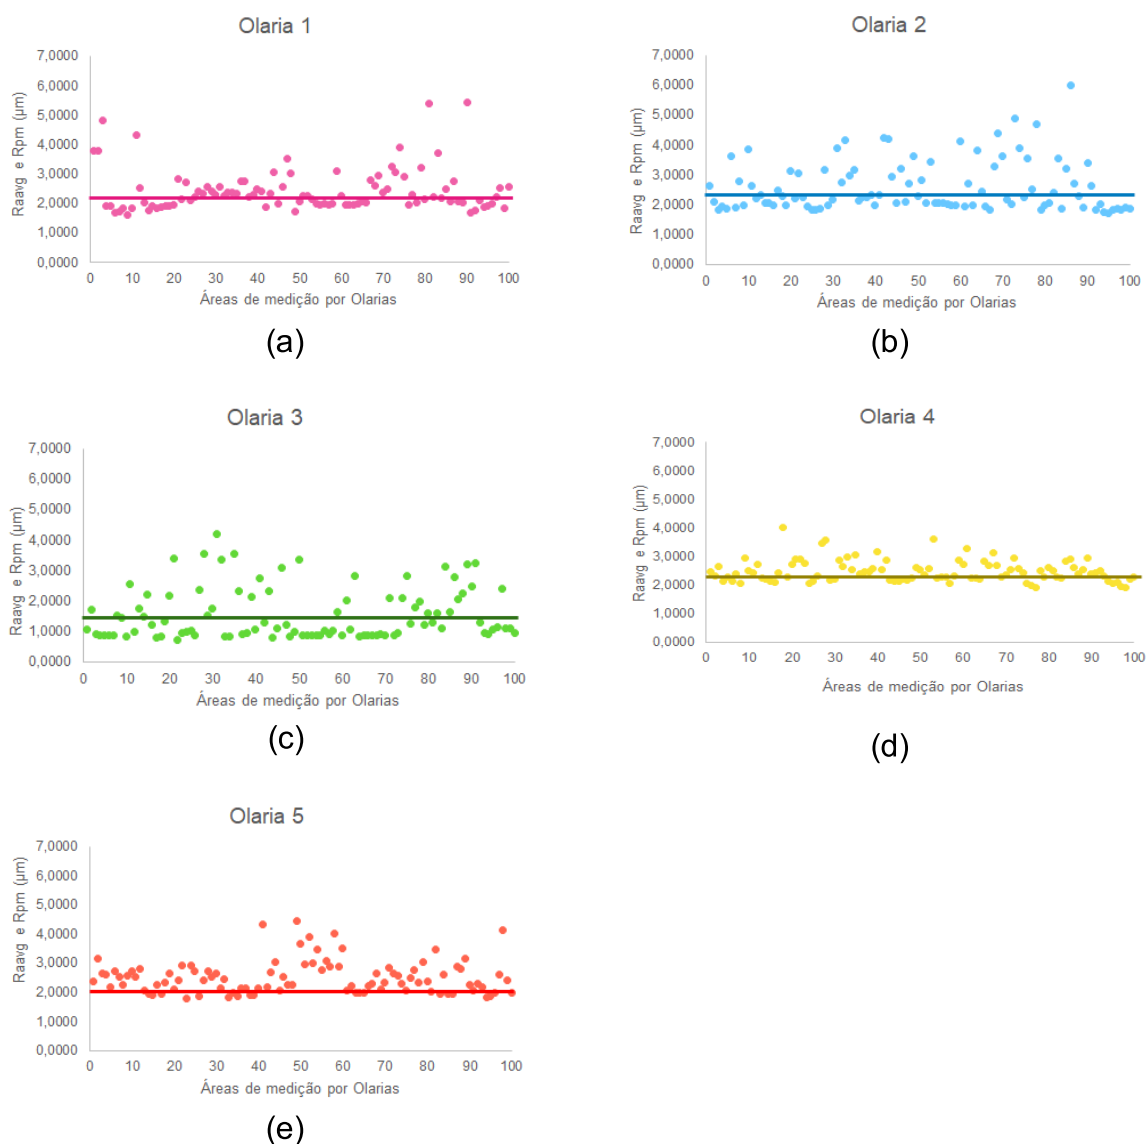 Olaria 1
Raavg e Rpm (µm)
7,0000
6,0000
5,0000
4,0000
3,0000
2,0000
1,0000
0,0000
0 10 20 30 40 50 60 70 80 90 100
Áreas de medição por Olarias
(a)
Olaria 2
Raavg e Rpm (µm)
7,0000
6,0000
5,0000
4,0000
3,0000
2,0000
1,0000
0,0000
0 10 20 30 40 50 60 70 80 90 100
Áreas de medição por Olarias
(b)
Olaria 3
Raavg e Rpm (µm)
7,0000
6,0000
5,0000
4,0000
3,0000
2,0000
1,0000
0,0000
0 10 20 30 40 50 60 70 80 90 100
Áreas de medição por Olarias
(c)
Olaria 4
Raavg e Rpm (µm)
7,0000
6,0000
5,0000
4,0000
3,0000
2,0000
1,0000
0,0000
0 10 20 30 40 50 60 70 80 90 100
Áreas de medição por Olarias
(d)
Olaria 5
Raavg e Rpm (µm)
7,0000
6,0000
5,0000
4,0000
3,0000
2,0000
1,0000
0,0000
0 10 20 30 40 50 60 70 80 90 100
Áreas de medição por Olarias
(e)